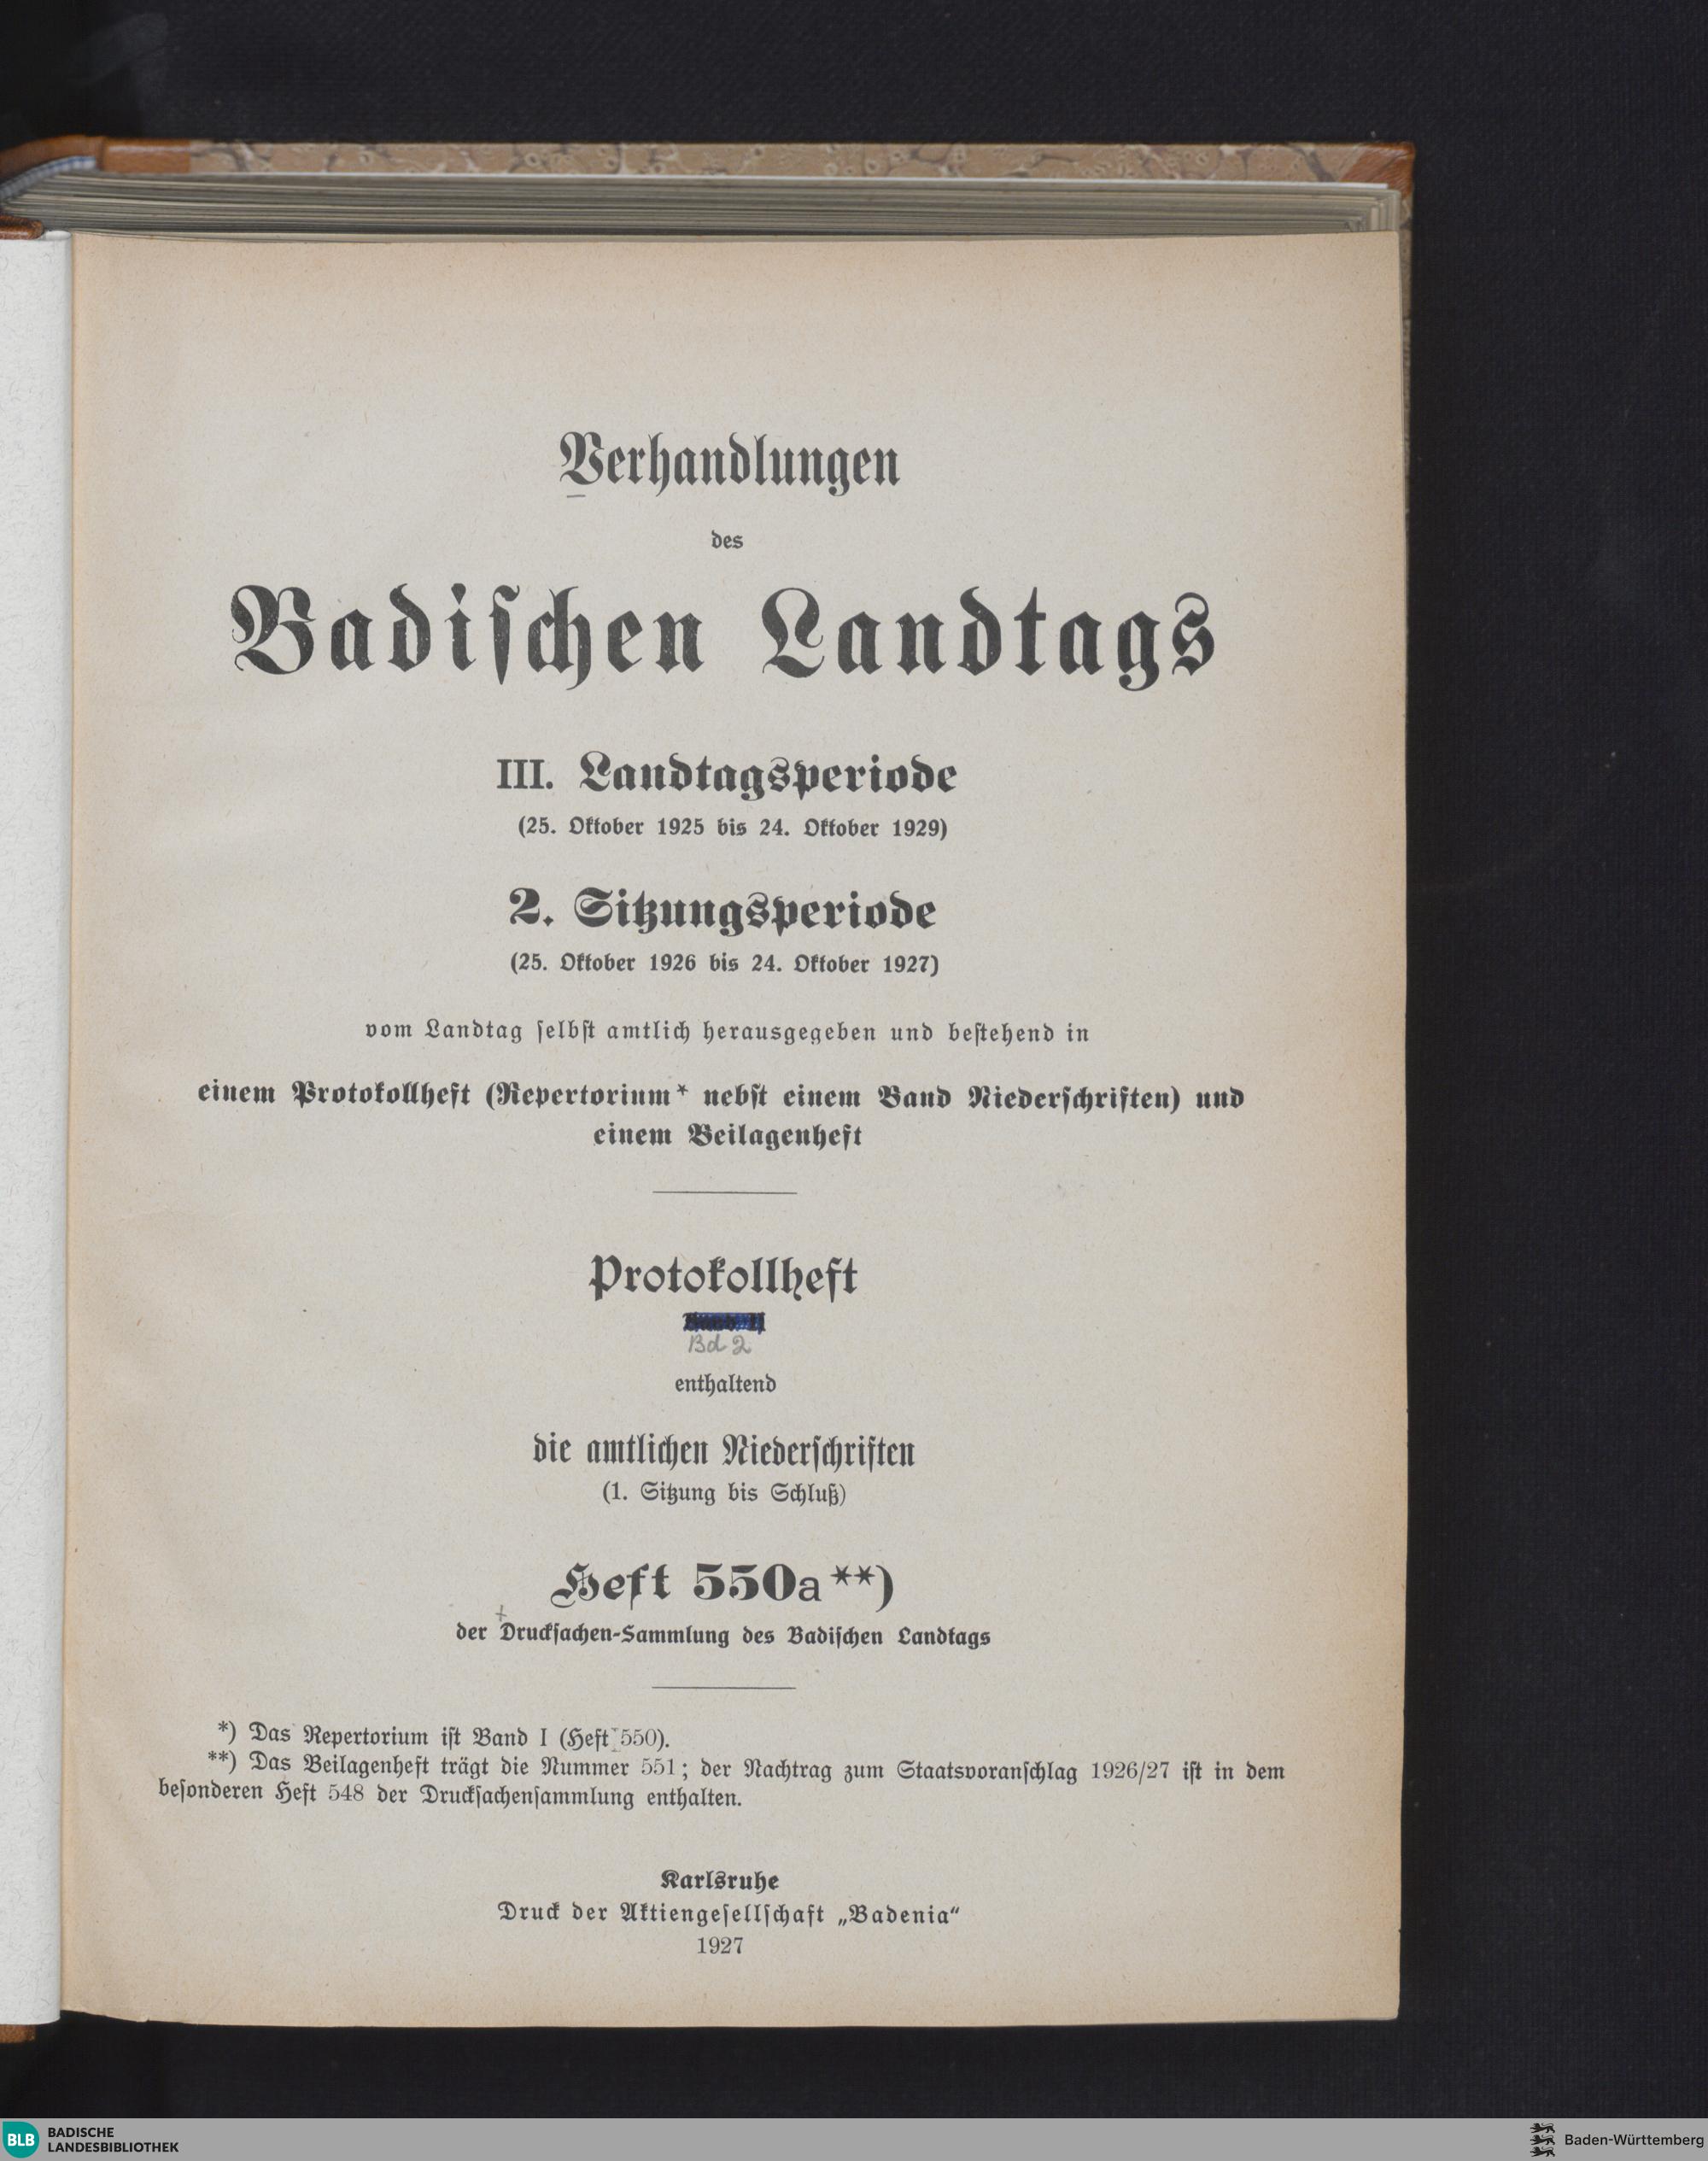 Verhandlungen
des
Badischen Landtags
III. Landtagsperiode
(25. Oktober 1925 bis 24. Oktober 1929)
2. Sitzungsperiode
(25. Oktober 1926 bis 24. Oktober 1927)
vom Landtag selbst amtlich herausgegeben und bestehend in
einem Protokollheft (Repertorium* nebst einem Band Niederschriften) und
einem Beilagenheft
Protokollheft
Band II
Bd 2
enthaltend
die amtlichen Niederschriften
(1. Sitzung bis Schluß)
Heft 550a**)
der Drucksachen-Sammlung des Badischen Landtags
*) Das Repertorium ist Band I (Heft 550).
**) Das Beilagenheft trägt die Nummer 551; der Nachtrag zum Staatsvoranschlag 1926/27 ist in dem
besonderen Heft 548 der Drucksachensammlung enthalten.
Karlsruhe
Druck der Aktiengesellschaft „Badenia“
1927
BLB
BADISCHE
LANDESBIBLIOTHEK
Baden-Württemberg